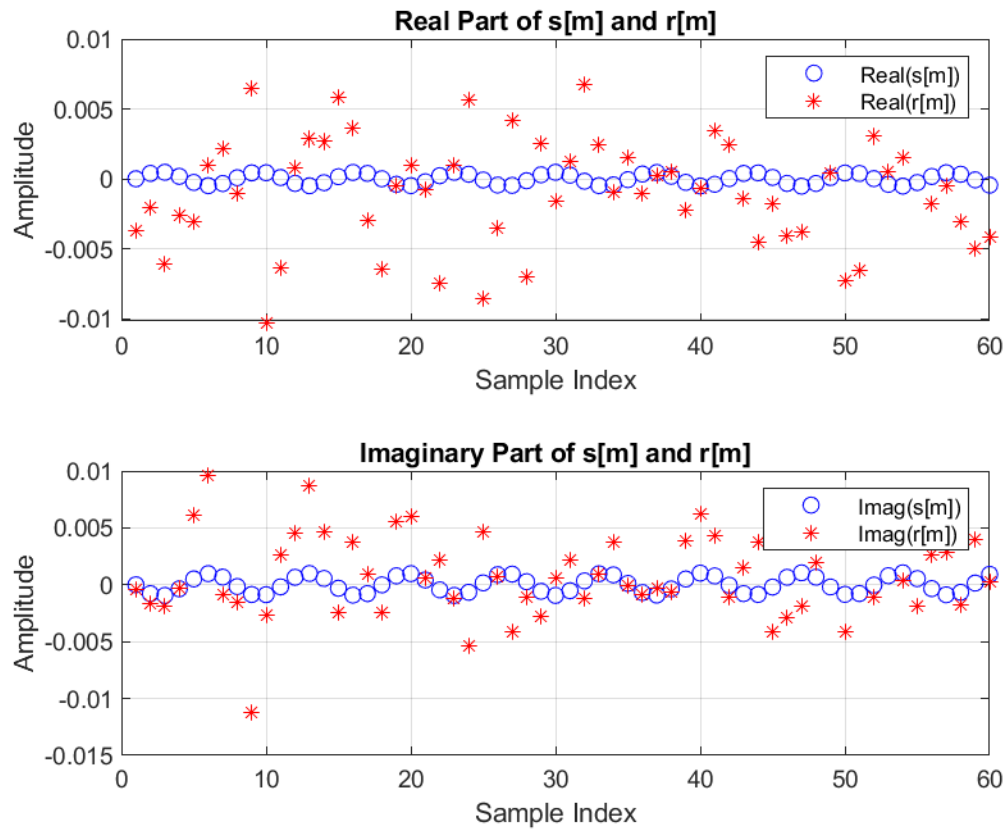 Real Part of s[m] and r[m]
0.01
0.005
0
-0.005
-0.01
Amplitude
Real(s[m])
Real(r[m])
0 10 20 30 40 50 60
Sample Index
Imaginary Part of s[m] and r[m]
0.01
0.005
0
-0.005
-0.01
-0.015
Amplitude
Imag(s[m])
Imag(r[m])
0 10 20 30 40 50 60
Sample Index